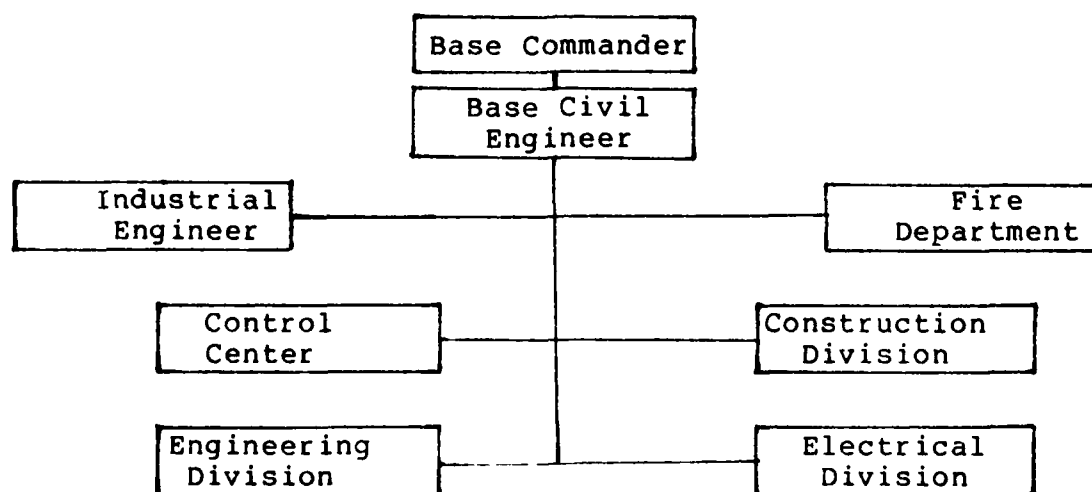 Base Commander
Base Civil
Engineer
Industrial
Engineer
Fire
Department
Control
Center
Construction
Division
Engineering
Division
Electrical
Division